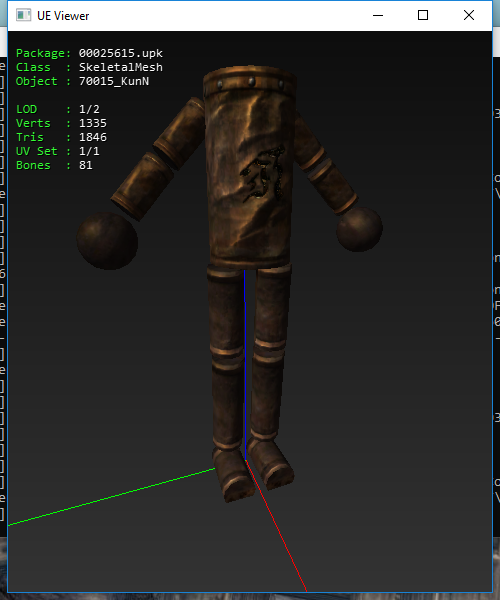 UE Viewer
Package: 00025615.upk
Class : SkeletalMesh
Object : 70015_KunN
LOD : 1/2
Verts : 1335
Tris : 1846
UV Set : 1/1
Bones : 81